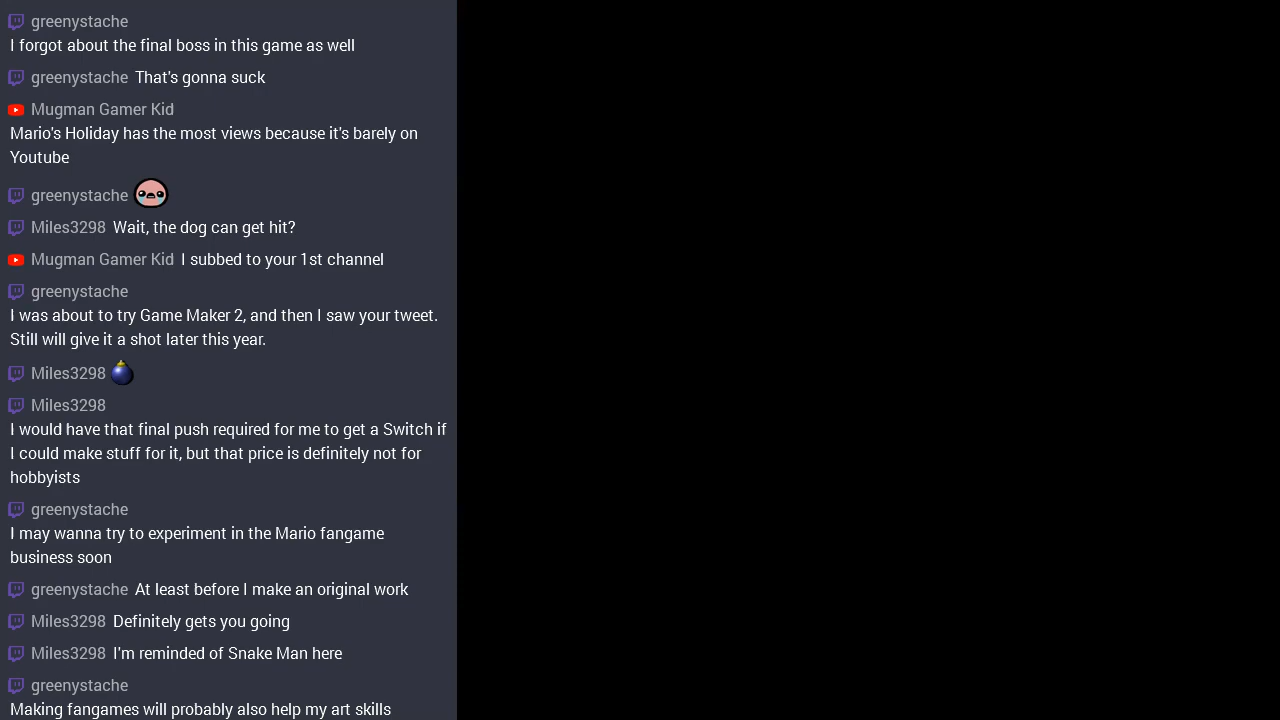 greenystache
I forgot about the final boss in this game as well
greenystache That's gonna suck
Mugman Gamer Kid
Mario's Holiday has the most views because it's barely on
Youtube
greenystache
Miles3298 Wait, the dog can get hit?
Mugman Gamer Kid I subbed to your 1st channel
greenystache
I was about to try Game Maker 2, and then I saw your tweet.
Still will give it a shot later this year.
Miles3298
Miles3298
I would have that final push required for me to get a Switch if
I could make stuff for it, but that price is definitely not for
hobbyists
greenystache
I may wanna try to experiment in the Mario fangame
business soon
greenystache At least before I make an original work
Miles3298 Definitely gets you going
Miles3298 I'm reminded of Snake Man here
greenystache
Making fangames will probably also help my art skills